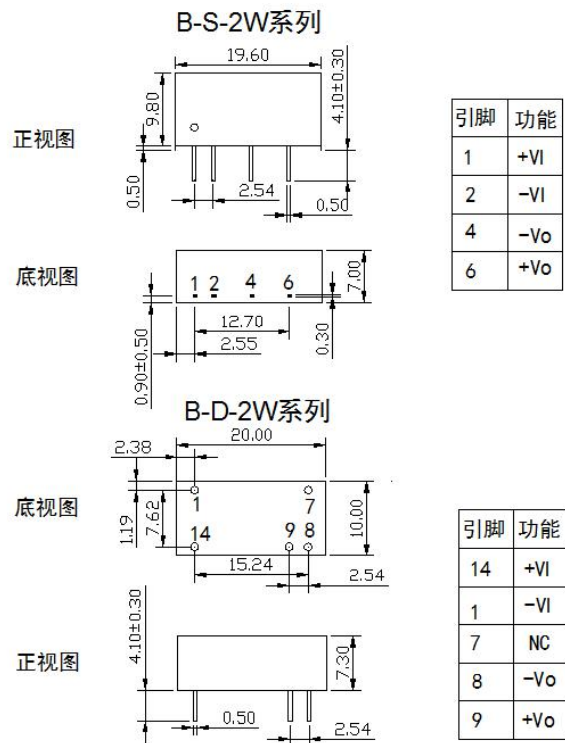 B-S-2W系列
19.60
9.80
4.10±0.30
正视图
0.50
2.54
0.50
引脚 功能
1 +VI
2 -VI
4 -Vo
6 +Vo
底视图
1 2 4 6
7.00
12.70
2.55
0.30
0.90±0.50
B-D-2W系列
20.00
2.38
底视图
1 7
14 9 8
1.19
7.62
10.00
15.24
2.54
引脚 功能
14 +VI
1 -VI
7 NC
8 -Vo
9 +Vo
4.10±0.30
正视图
7.30
0.50
2.54